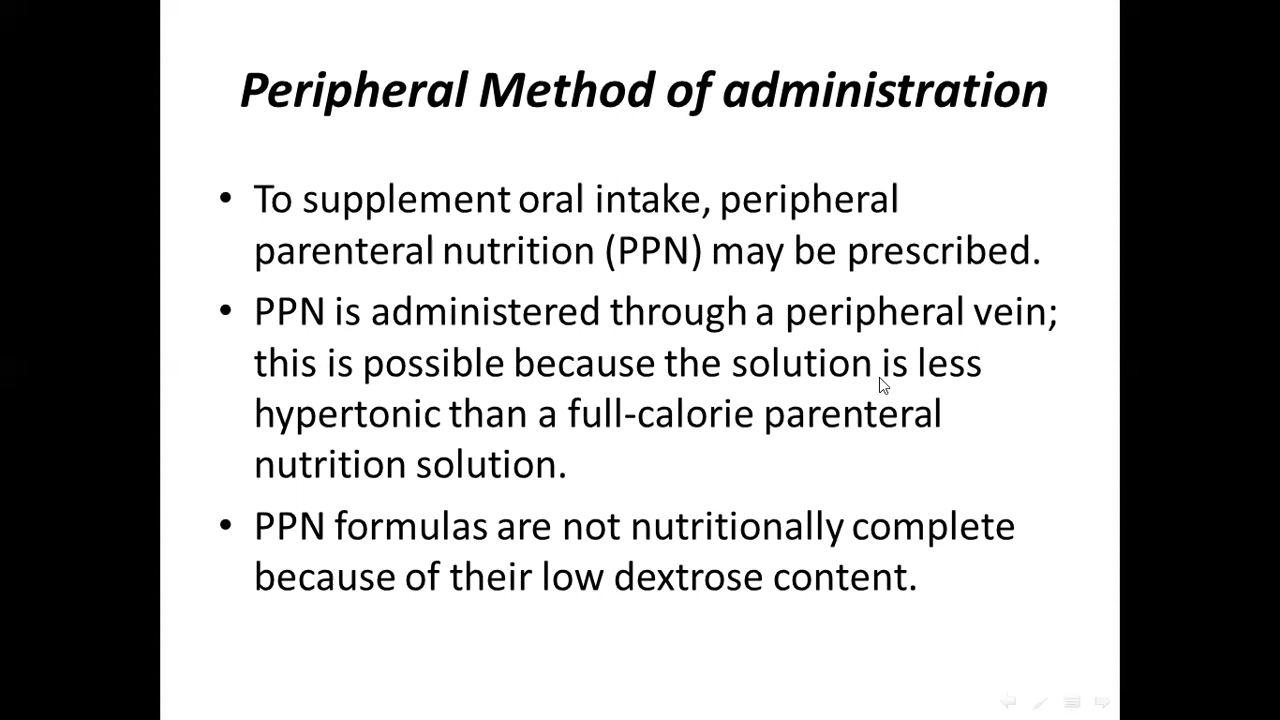 Peripheral Method of administration
• To supplement oral intake, peripheral
parenteral nutrition (PPN) may be prescribed.
• PPN is administered through a peripheral vein;
this is possible because the solution is less
hypertonic than a full-calorie parenteral
nutrition solution.
• PPN formulas are not nutritionally complete
because of their low dextrose content.